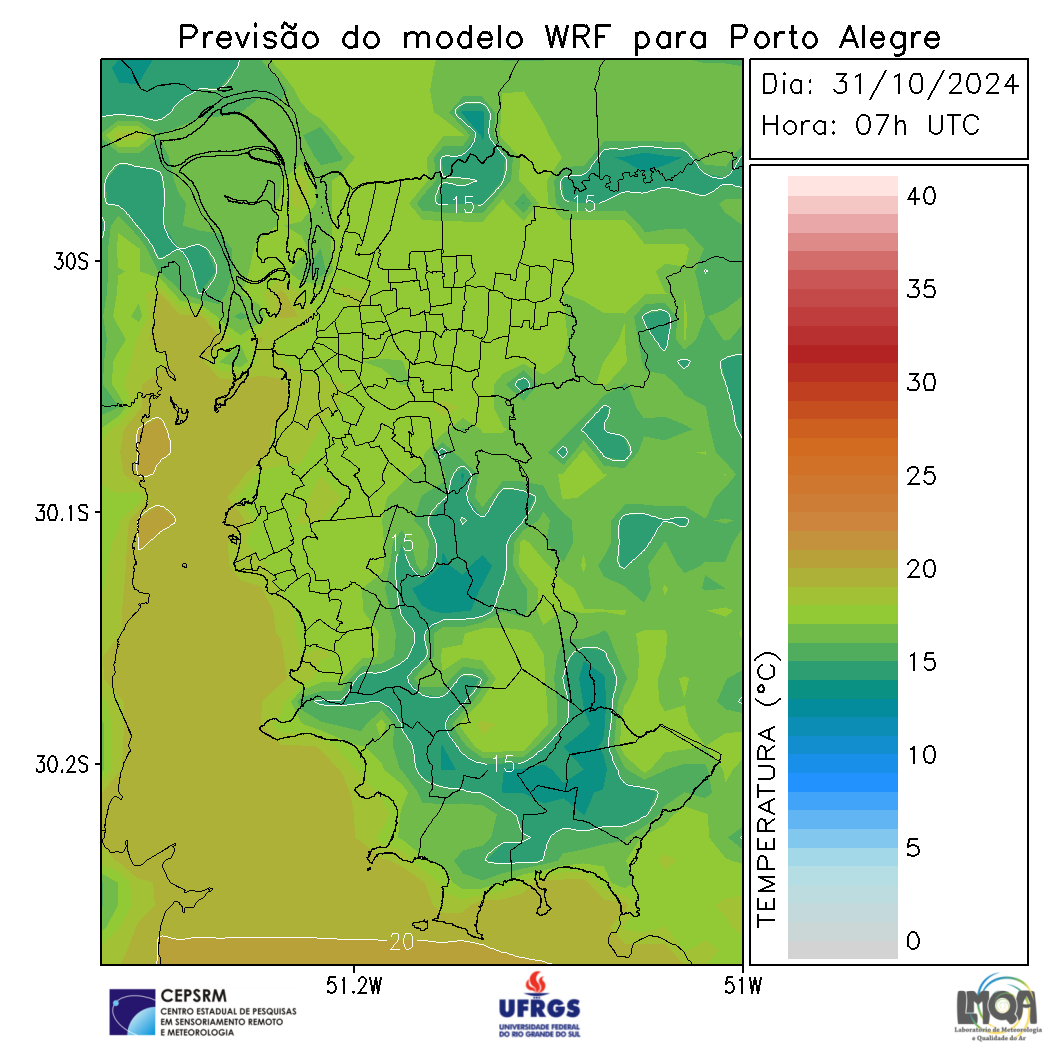 Previsão do modelo WRF para Porto Alegre
Dia: 31/10/2024
Hora: 07h UTC
40
35
30
25
20
15
10
5
0
TEMPERATURA (°C)
30S
30.1S
30.2S
51.2W
51W
15
15
15
15
20
CEPSRM
CENTRO ESTADUAL DE PESQUISAS
EM SENSORIAMENTO REMOTO
E METEOROLOGIA
UFRGS
UNIVERSIDADE FEDERAL
DO RIO GRANDE DO SUL
LMQA
Laboratório de Meteorologia
e Qualidade do Ar